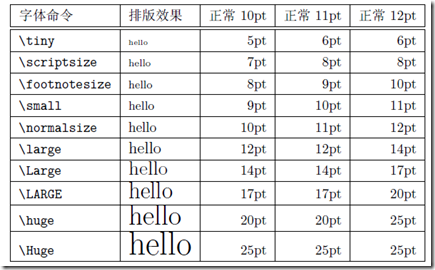 字体命令 排版效果 正常 10pt 正常 11pt 正常 12pt
\tiny hello 5pt 6pt 6pt
\scriptsize hello 7pt 8pt 8pt
\footnotesize hello 8pt 9pt 10pt
\small hello 9pt 10pt 11pt
\normalsize hello 10pt 11pt 12pt
\large hello 12pt 12pt 14pt
\Large hello 14pt 14pt 17pt
\LARGE hello 17pt 17pt 20pt
\huge hello 20pt 20pt 25pt
\Huge hello 25pt 25pt 25pt